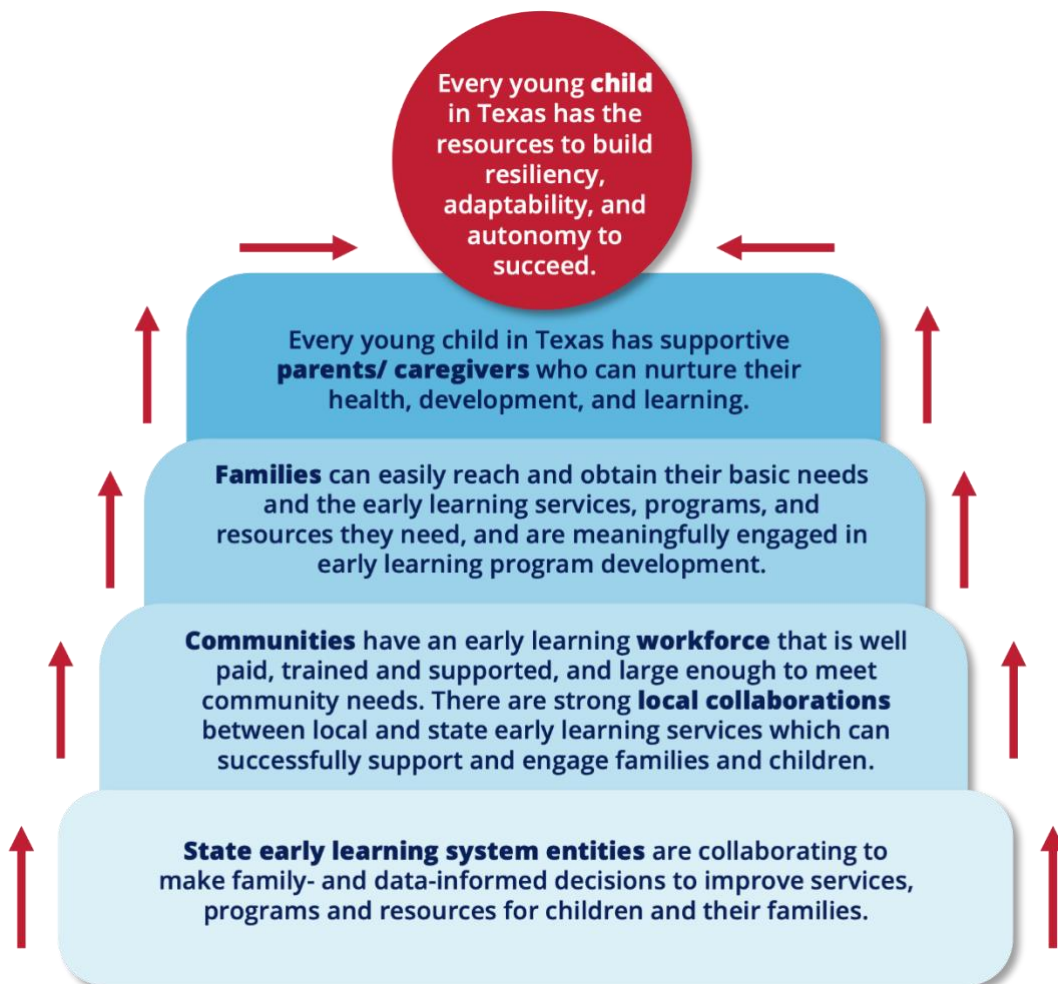 Every young child
in Texas has the
resources to build
resiliency,
adaptability, and
autonomy to
succeed.
Every young child in Texas has supportive
parents/ caregivers who can nurture their
health, development, and learning.
Families can easily reach and obtain their basic needs
and the early learning services, programs, and
resources they need, and are meaningfully engaged in
early learning program development.
Communities have an early learning workforce that is well
paid, trained and supported, and large enough to meet
community needs. There are strong local collaborations
between local and state early learning services which can
successfully support and engage families and children.
State early learning system entities are collaborating to
make family- and data-informed decisions to improve services,
programs and resources for children and their families.